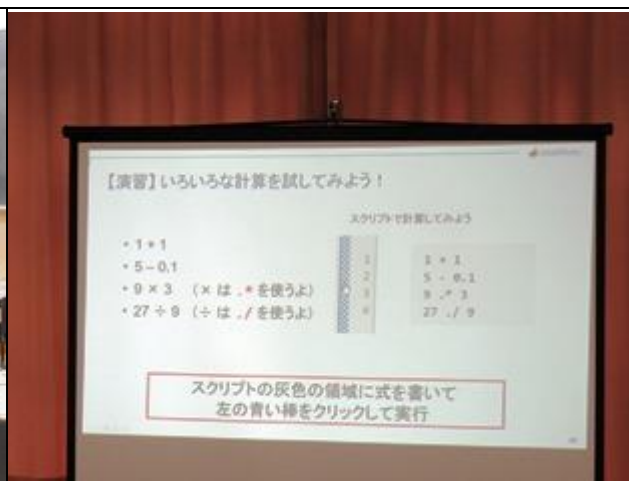 【演習】いろいろな計算を試してみよう!
スクリプトで計算してみよう
・1+1
・5-0.1
・9×3 (×は .* を使うよ)
・27÷9 (÷は ./ を使うよ)
1 1 + 1
2 5 - 0.1
3 9 .* 3
4 27 ./ 9
スクリプトの灰色の領域に式を書いて
左の青い棒をクリックして実行